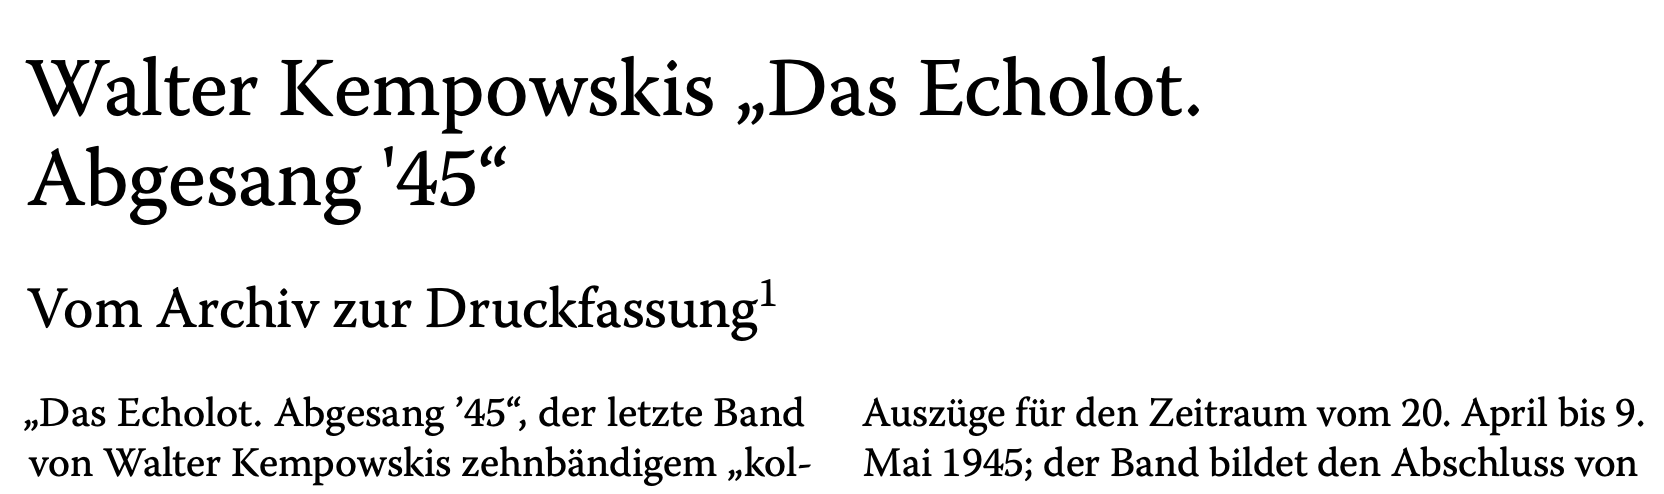 Walter Kempowskis „Das Echolot.
Abgesang '45“
Vom Archiv zur Druckfassung¹
„Das Echolot. Abgesang ’45“, der letzte Band
von Walter Kempowskis zehnbändigem „kol-
Auszüge für den Zeitraum vom 20. April bis 9.
Mai 1945; der Band bildet den Abschluss von